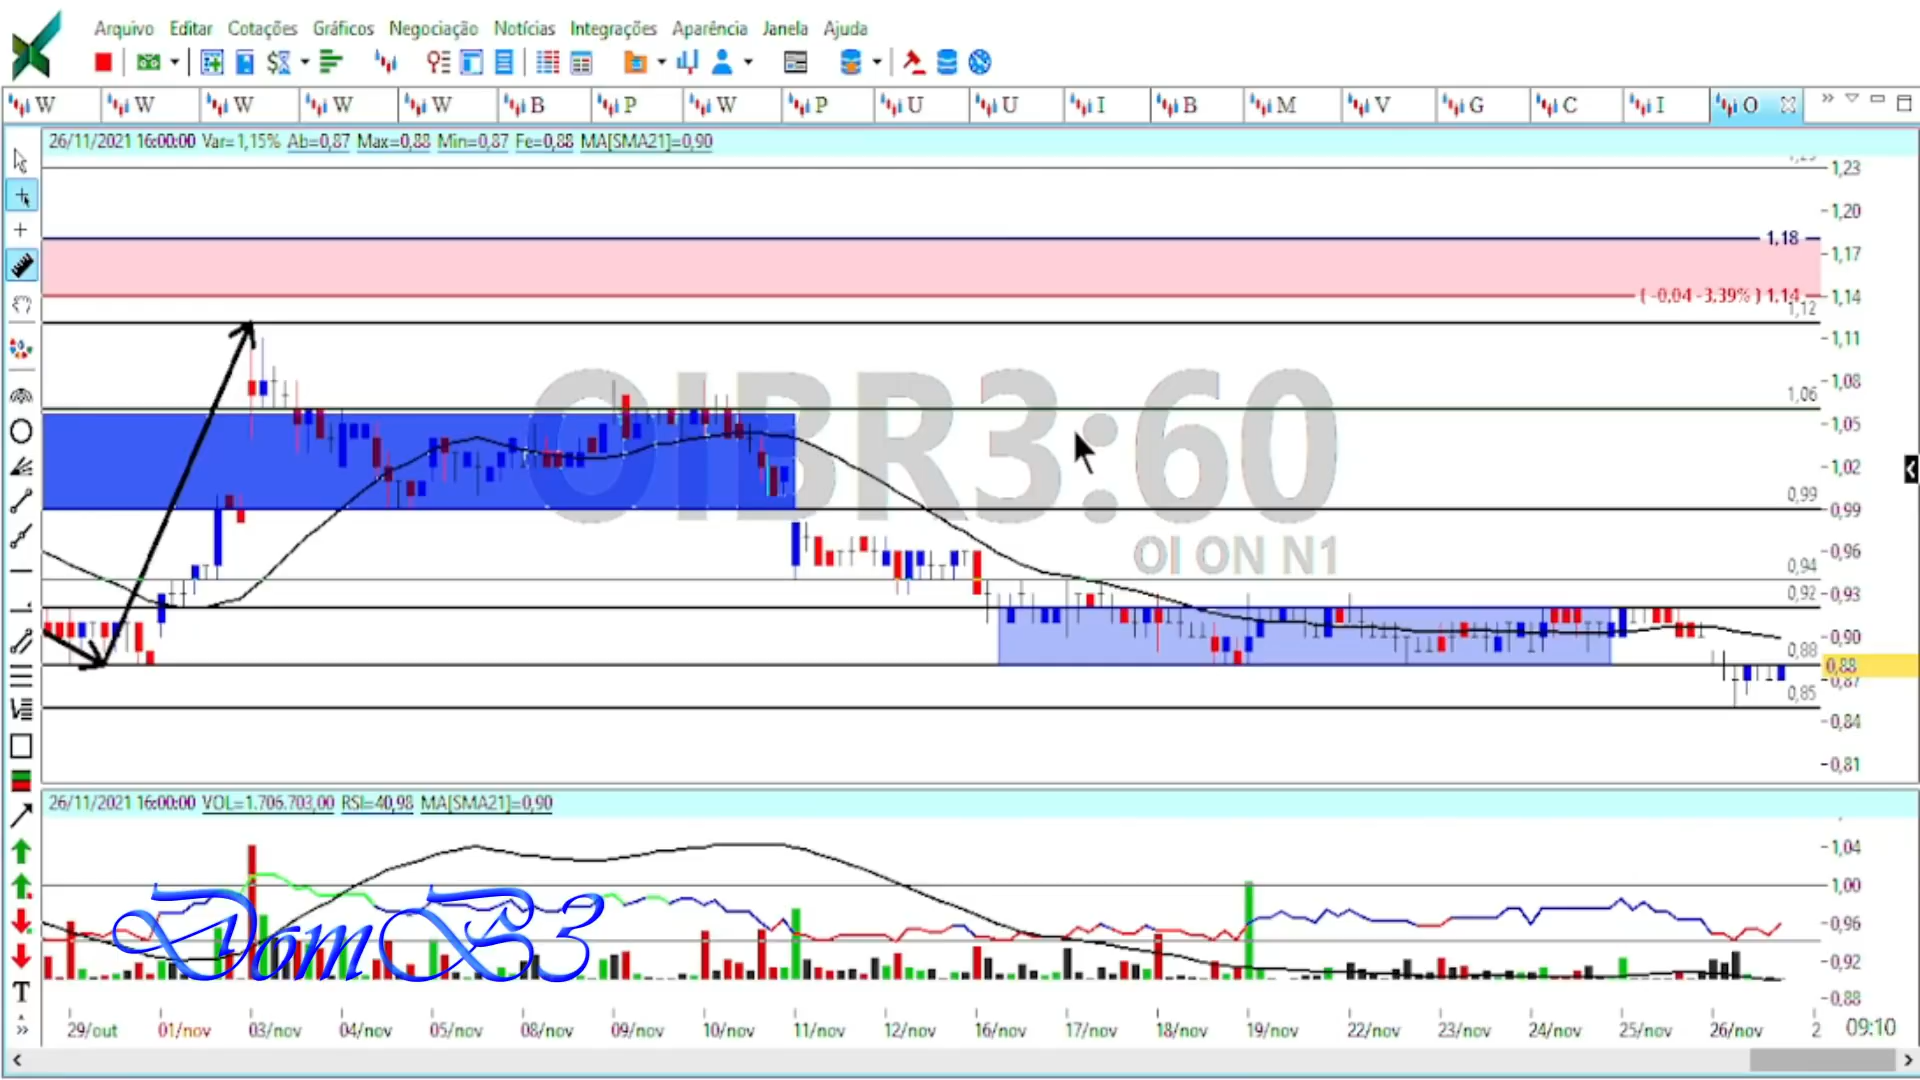 Arquivo Editar Cotações Gráficos Negociação Notícias Integrações Aparência Janela Ajuda
W W W W W B P W P U U I B M V G C I O
26/11/2021 16:00:00 Var=1,15% Ab=0,87 Max=0,88 Min=0,87 Fe=0,88 MA[SMA21]=0,90
1,23
1,20
1,18
1,17
( -0,04 -3,39% ) 1,14 1,14
1,12
1,11
1,08
1,06
1,05
OIBR3:60
1,02
0,99
0,99
OI ON N1
0,96
0,94
0,92 0,93
0,90
0,88
0,88
0,87
0,85
0,84
0,81
26/11/2021 16:00:00 VOL=1.706.703,00 RSI=40,98 MA[SMA21]=0,90
1,04
1,00
DomB3
0,96
0,92
0,88
T
29/out 01/nov 03/nov 04/nov 05/nov 08/nov 09/nov 10/nov 11/nov 12/nov 16/nov 17/nov 18/nov 19/nov 22/nov 23/nov 24/nov 25/nov 26/nov 2 09:10